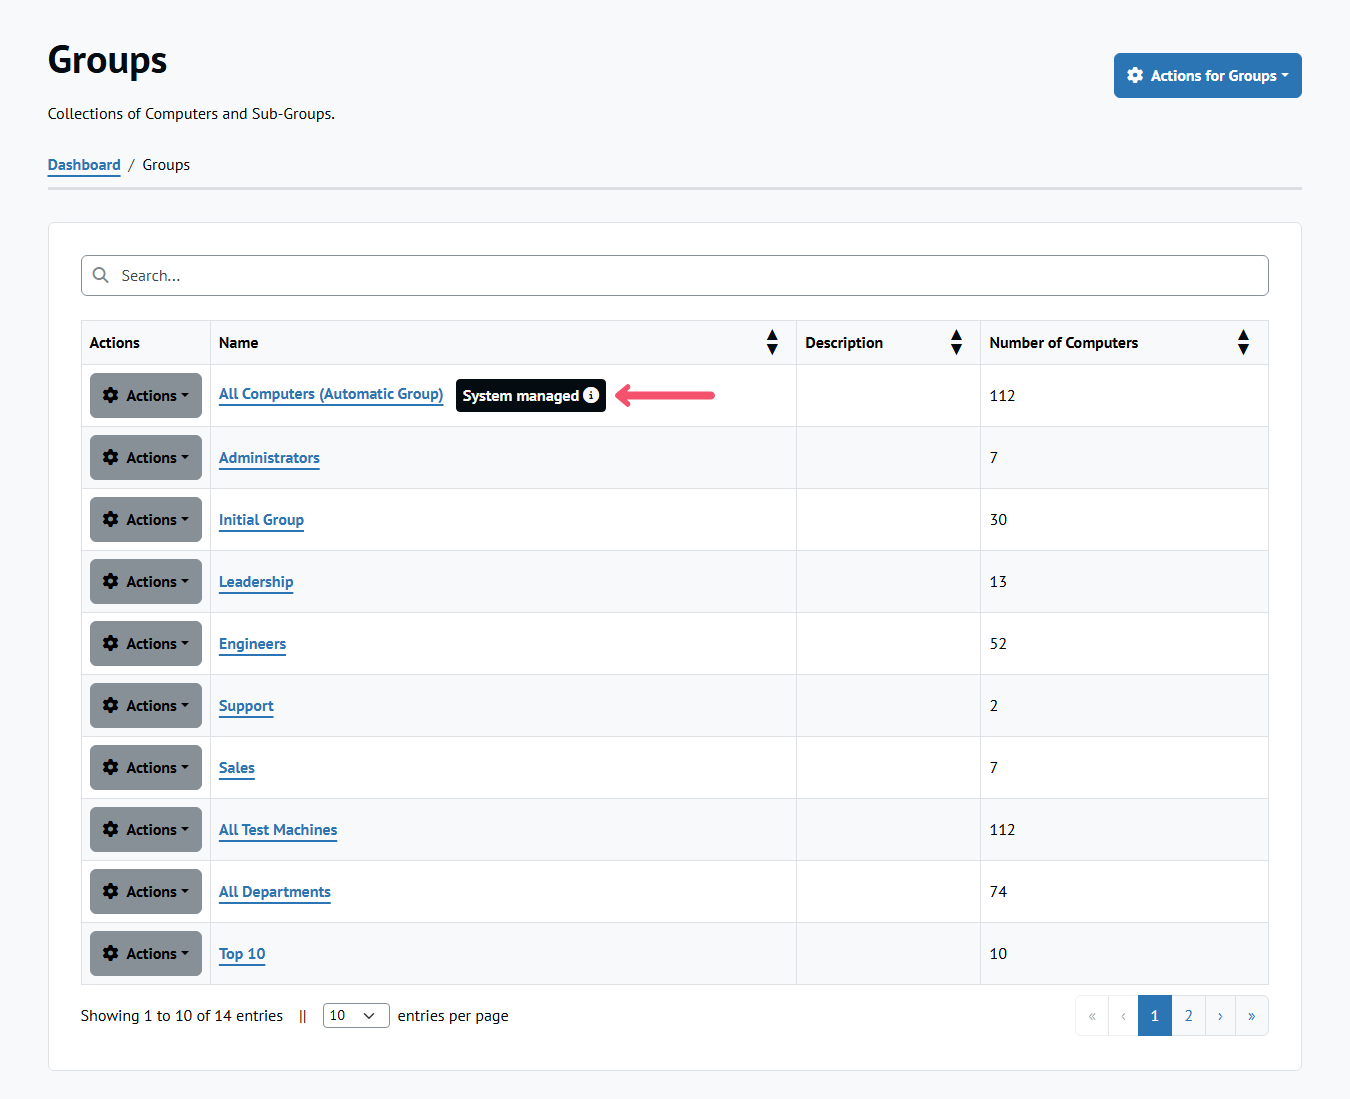 Groups
Actions for Groups
Collections of Computers and Sub-Groups.
Dashboard / Groups
Search...
Actions Name Description Number of Computers
Actions All Computers (Automatic Group) System managed 112
Actions Administrators 7
Actions Initial Group 30
Actions Leadership 13
Actions Engineers 52
Actions Support 2
Actions Sales 7
Actions All Test Machines 112
Actions All Departments 74
Actions Top 10 10
Showing 1 to 10 of 14 entries || 10 entries per page « ‹ 1 2 › »